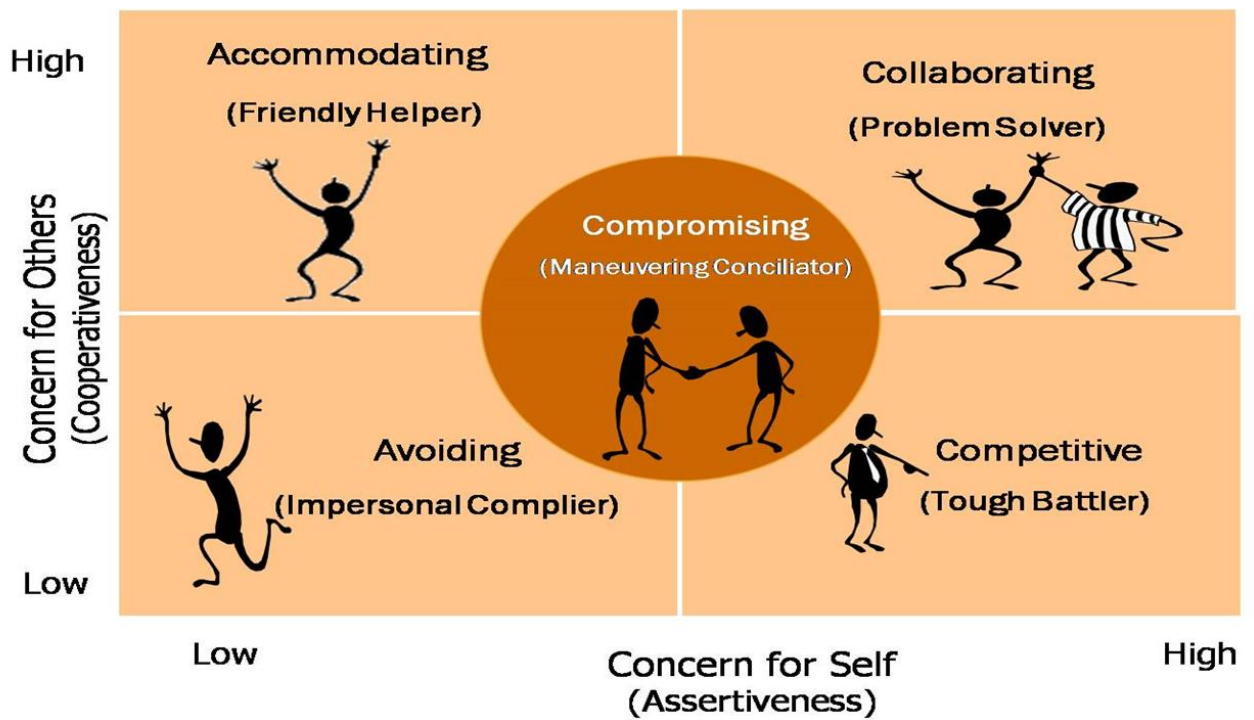 High
Accommodating
(Friendly Helper)
Collaborating
(Problem Solver)
Concern for Others
(Cooperativeness)
Compromising
(Maneuvering Conciliator)
Avoiding
(Impersonal Complier)
Competitive
(Tough Battler)
Low
Low
Concern for Self
(Assertiveness)
High